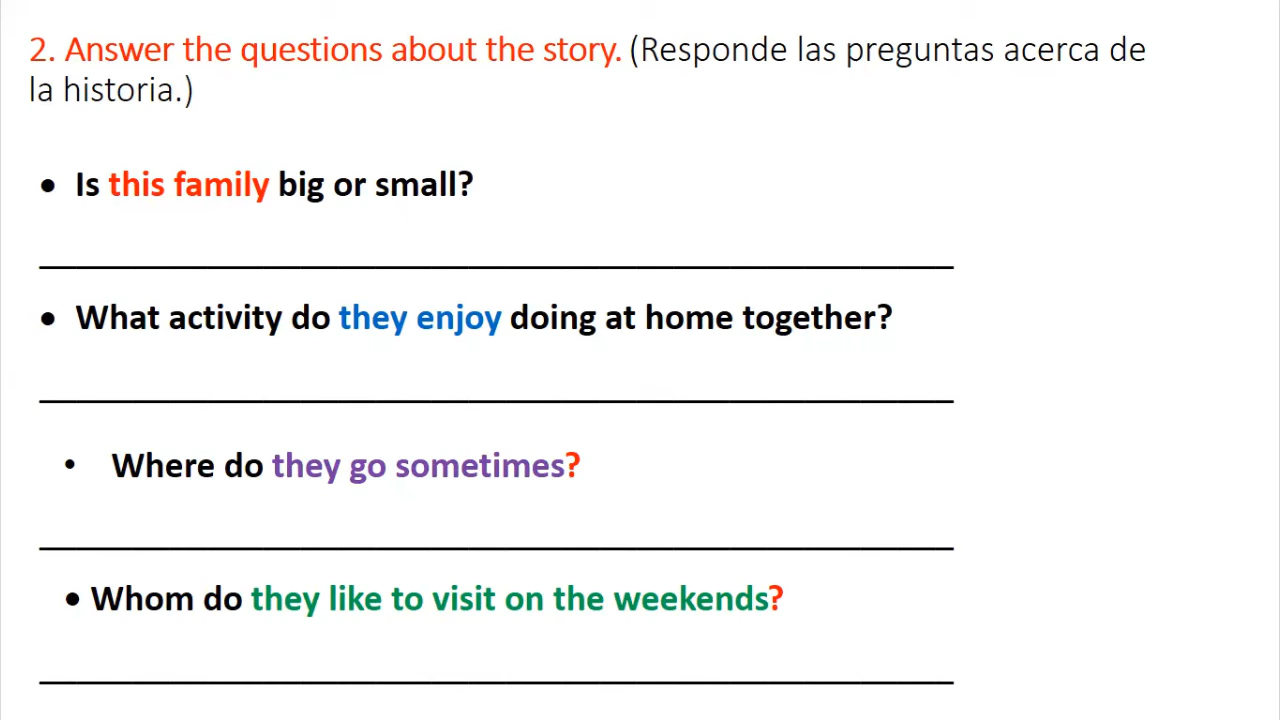 2. Answer the questions about the story. (Responde las preguntas acerca de
la historia.)
• Is this family big or small?
• What activity do they enjoy doing at home together?
• Where do they go sometimes?
• Whom do they like to visit on the weekends?